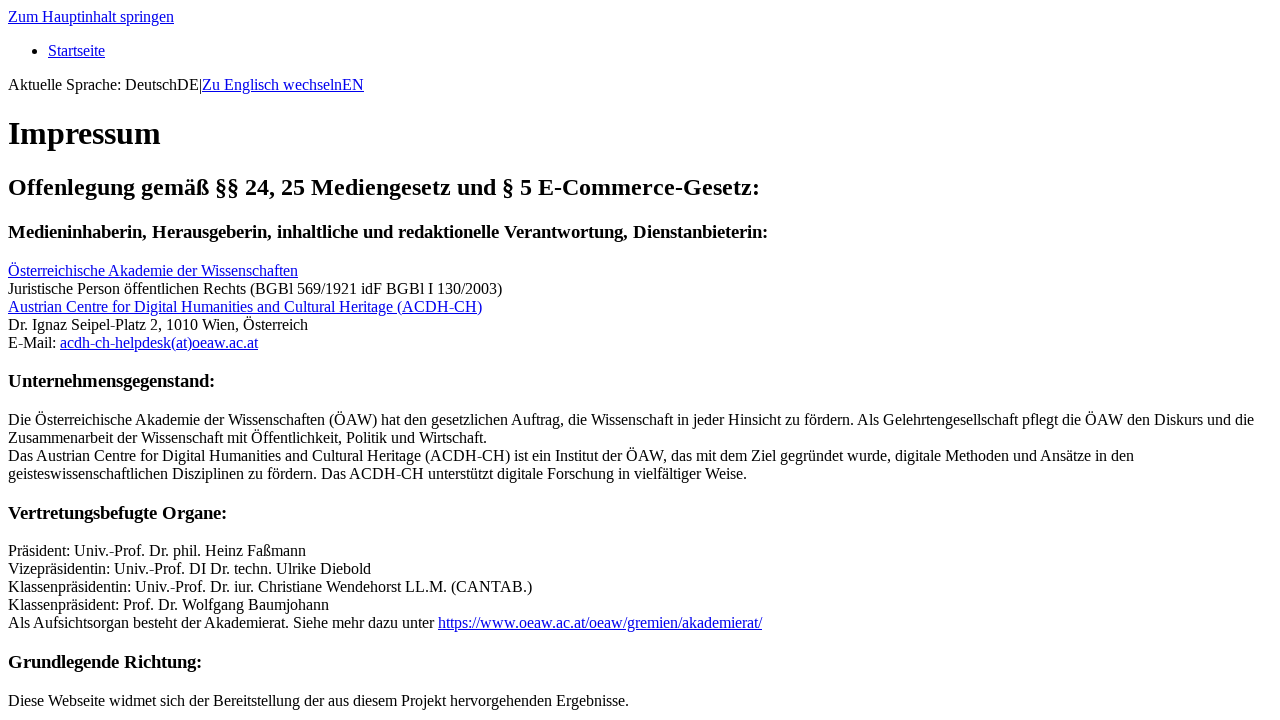 Zum Hauptinhalt springen
Startseite
Aktuelle Sprache: DeutschDE|Zu Englisch wechselnEN
Impressum
Offenlegung gemäß §§ 24, 25 Mediengesetz und § 5 E-Commerce-Gesetz:
Medieninhaberin, Herausgeberin, inhaltliche und redaktionelle Verantwortung, Dienstanbieterin:
Österreichische Akademie der Wissenschaften
Juristische Person öffentlichen Rechts (BGBl 569/1921 idF BGBl I 130/2003)
Austrian Centre for Digital Humanities and Cultural Heritage (ACDH-CH)
Dr. Ignaz Seipel-Platz 2, 1010 Wien, Österreich
E-Mail: acdh-ch-helpdesk(at)oeaw.ac.at
Unternehmensgegenstand:
Die Österreichische Akademie der Wissenschaften (ÖAW) hat den gesetzlichen Auftrag, die Wissenschaft in jeder Hinsicht zu fördern. Als Gelehrtengesellschaft pflegt die ÖAW den Diskurs und die
Zusammenarbeit der Wissenschaft mit Öffentlichkeit, Politik und Wirtschaft.
Das Austrian Centre for Digital Humanities and Cultural Heritage (ACDH-CH) ist ein Institut der ÖAW, das mit dem Ziel gegründet wurde, digitale Methoden und Ansätze in den
geisteswissenschaftlichen Disziplinen zu fördern. Das ACDH-CH unterstützt digitale Forschung in vielfältiger Weise.
Vertretungsbefugte Organe:
Präsident: Univ.-Prof. Dr. phil. Heinz Faßmann
Vizepräsidentin: Univ.-Prof. DI Dr. techn. Ulrike Diebold
Klassenpräsidentin: Univ.-Prof. Dr. iur. Christiane Wendehorst LL.M. (CANTAB.)
Klassenpräsident: Prof. Dr. Wolfgang Baumjohann
Als Aufsichtsorgan besteht der Akademierat. Siehe mehr dazu unter https://www.oeaw.ac.at/oeaw/gremien/akademierat/
Grundlegende Richtung:
Diese Webseite widmet sich der Bereitstellung der aus diesem Projekt hervorgehenden Ergebnisse.